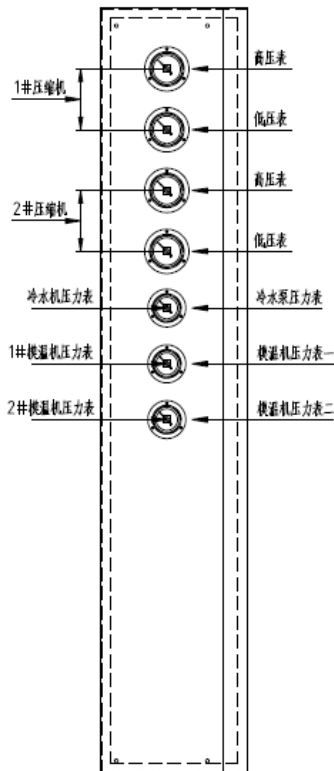 高压表
1#压缩机
低压表
高压表
2#压缩机
低压表
冷水机压力表
冷水泵压力表
1#模温机压力表
模温机压力表一
2#模温机压力表
模温机压力表二